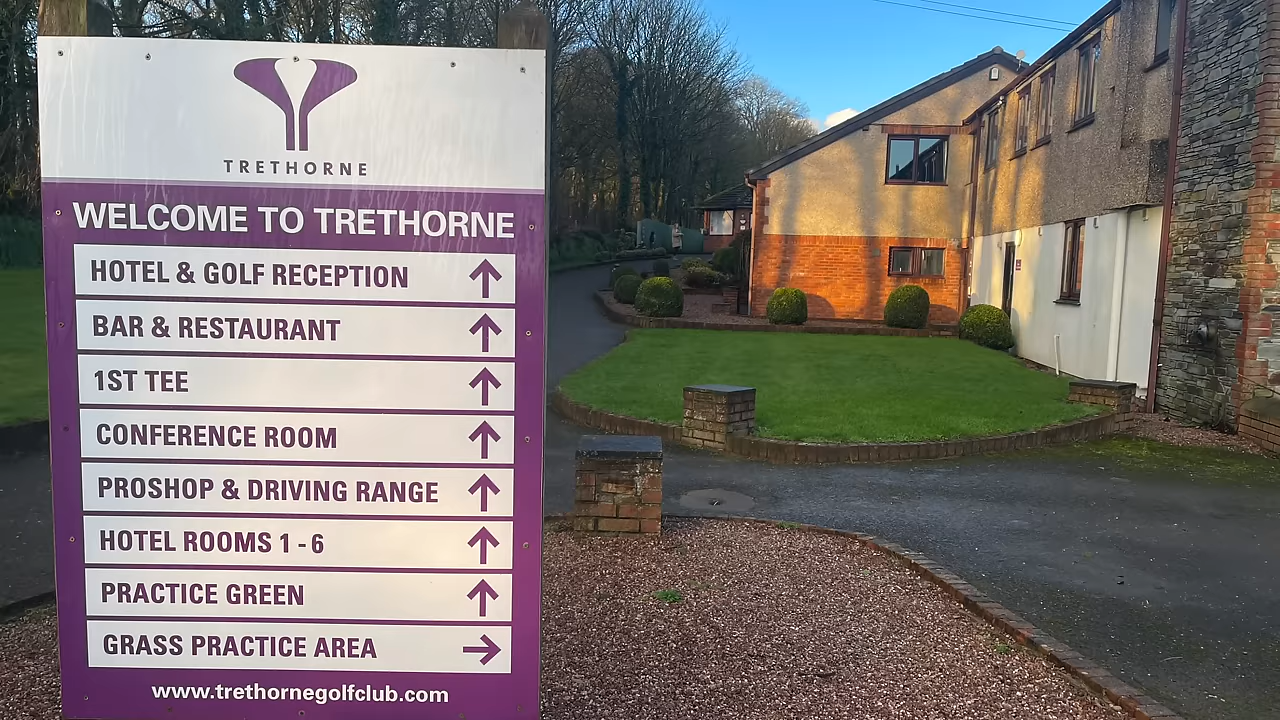 TRETHORNE
WELCOME TO TRETHORNE
HOTEL & GOLF RECEPTION ↑
BAR & RESTAURANT ↑
1ST TEE ↑
CONFERENCE ROOM ↑
PROSHOP & DRIVING RANGE ↑
HOTEL ROOMS 1 - 6 ↑
PRACTICE GREEN ↑
GRASS PRACTICE AREA →
www.trethornegolfclub.com